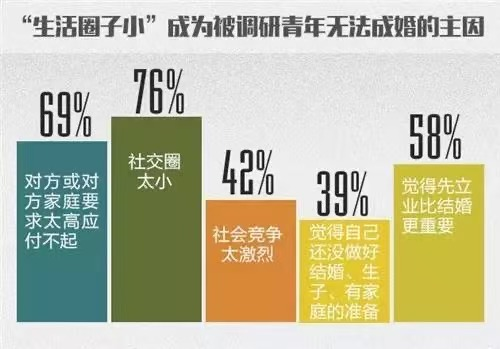 “生活圈子小”成为被调研青年无法成婚的主因
69%
对方或对
方家庭要
求太高应
付不起
76%
社交圈
太小
42%
社会竞争
太激烈
39%
觉得自己
还没做好
结婚、生
子、有家
庭的准备
58%
觉得先立
业比结婚
更重要